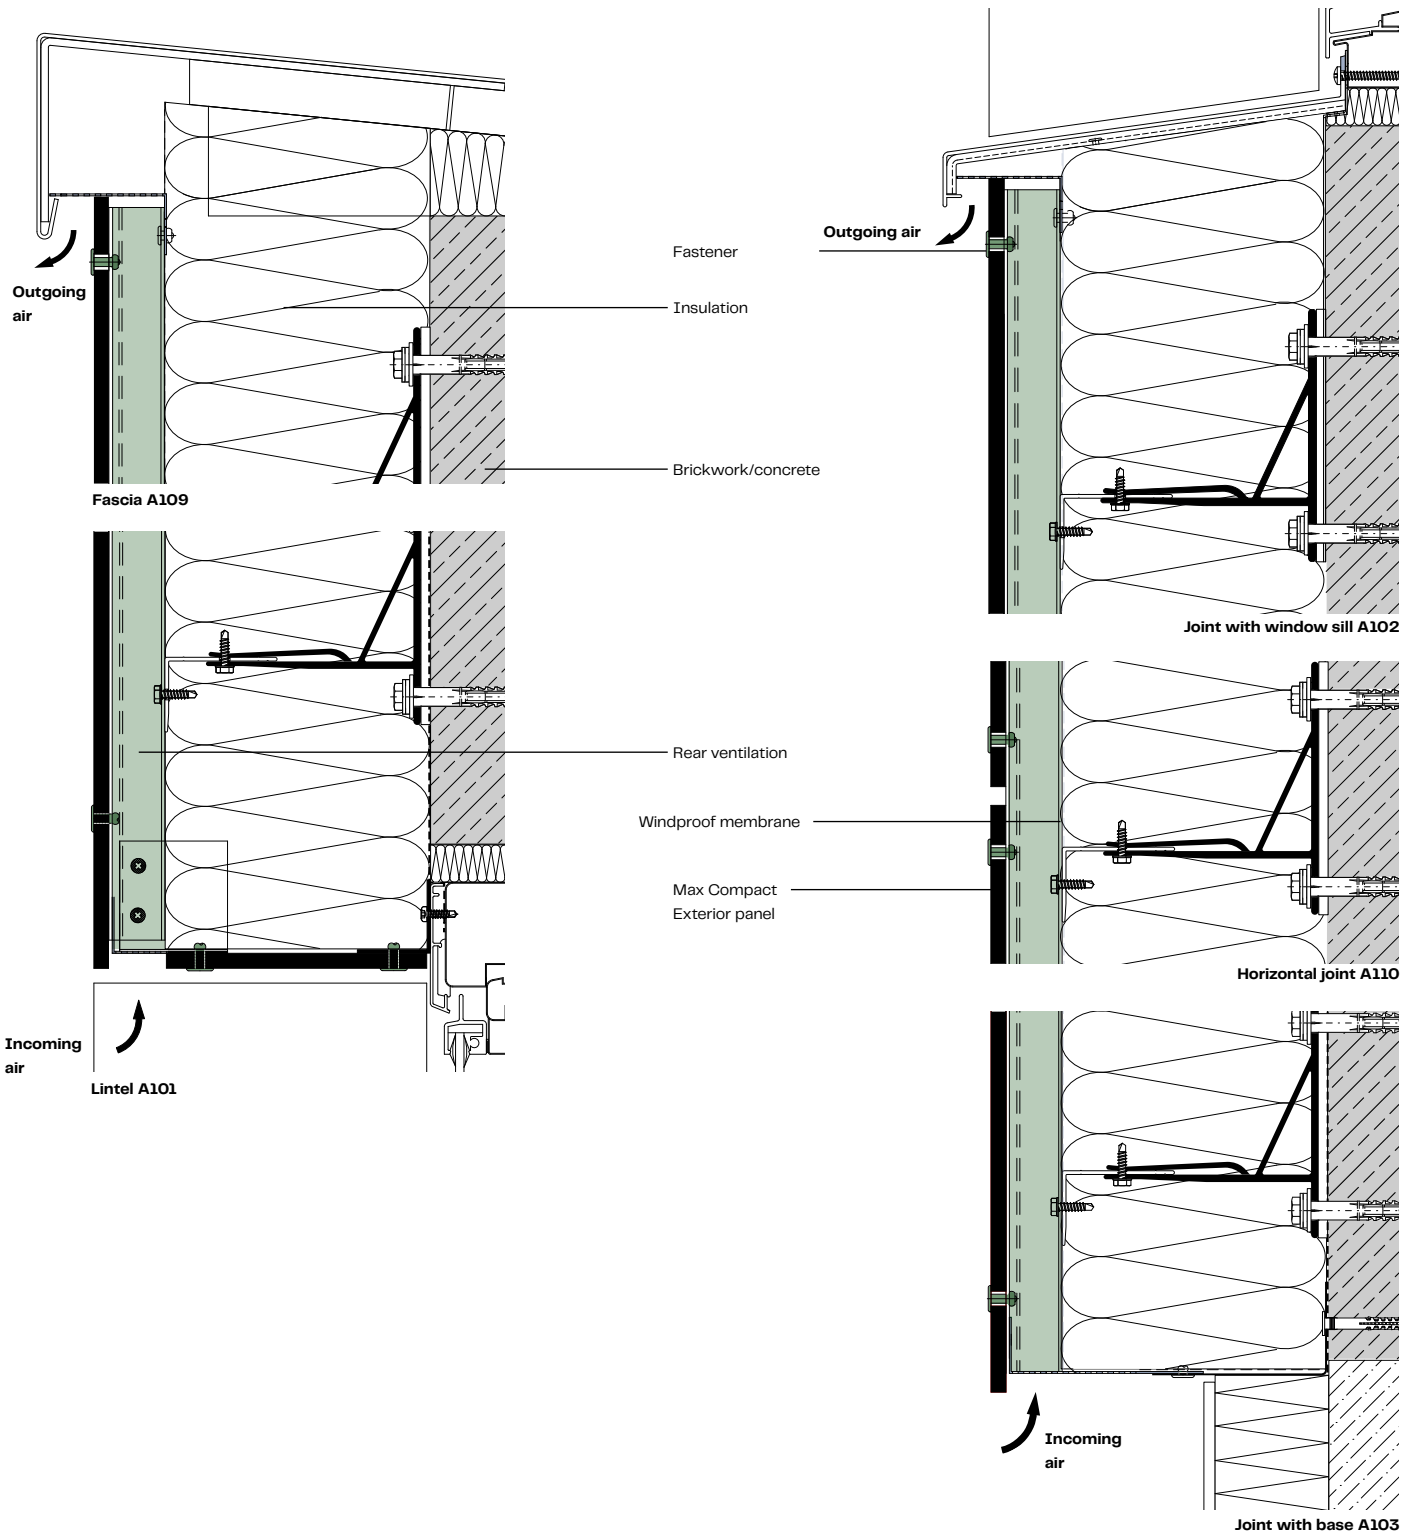 Outgoing air
Fastener
Outgoing
air
Insulation
Brickwork/concrete
Fascia A109
Joint with window sill A102
Rear ventilation
Windproof membrane
Max Compact
Exterior panel
Horizontal joint A110
Incoming
air
Lintel A101
Incoming
air
Joint with base A103